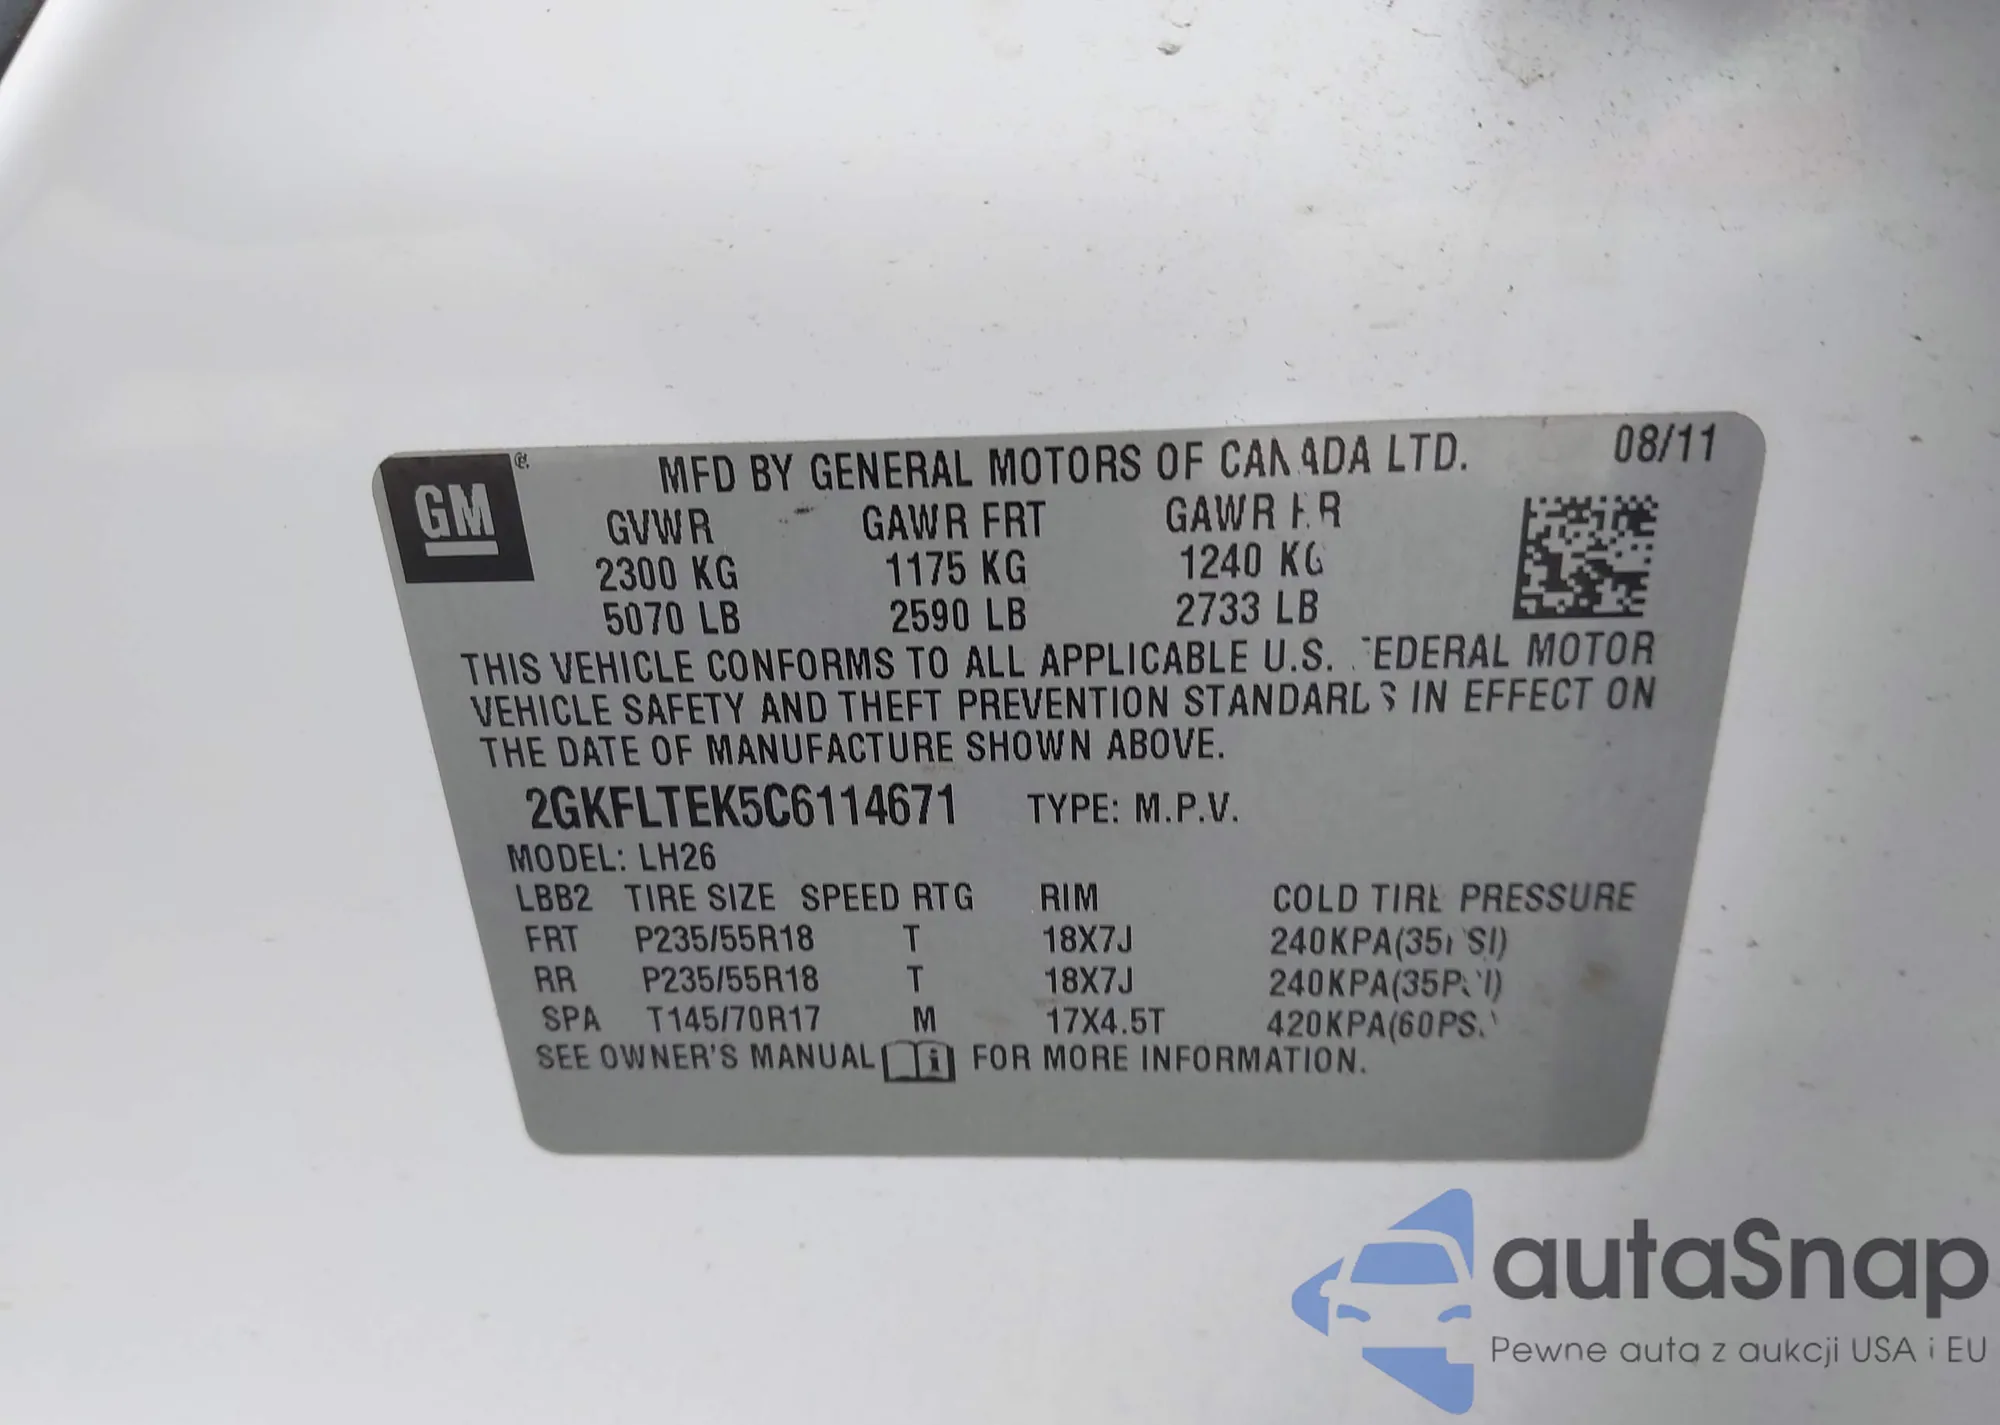 MFD BY GENERAL MOTORS OF CANADA LTD. 08/11
GM
GVWR GAWR FRT GAWR RR
2300 KG 1175 KG 1240 KG
5070 LB 2590 LB 2733 LB
THIS VEHICLE CONFORMS TO ALL APPLICABLE U.S. FEDERAL MOTOR
VEHICLE SAFETY AND THEFT PREVENTION STANDARDS IN EFFECT ON
THE DATE OF MANUFACTURE SHOWN ABOVE.
2GKFLTEK5C6114671 TYPE: M.P.V.
MODEL: LH26
LBB2 TIRE SIZE SPEED RTG RIM COLD TIRE PRESSURE
FRT P235/55R18 T 18X7J 240KPA(35PSI)
RR P235/55R18 T 18X7J 240KPA(35PSI)
SPA T145/70R17 M 17X4.5T 420KPA(60PSI)
SEE OWNER'S MANUAL FOR MORE INFORMATION.
autaSnap
Pewne auta z aukcji USA i EU